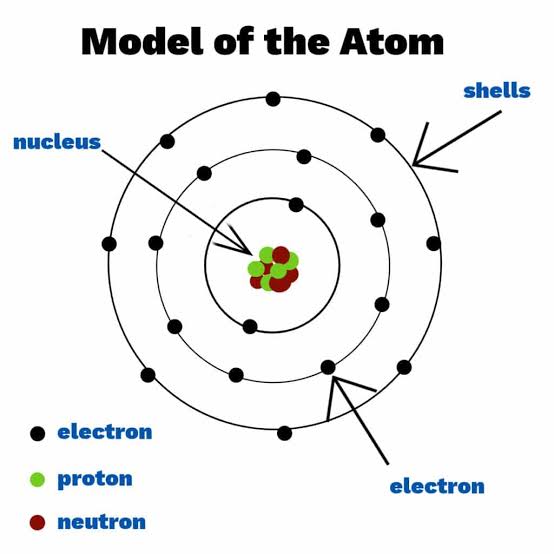 Model of the Atom
shells
nucleus
electron
proton
neutron
electron